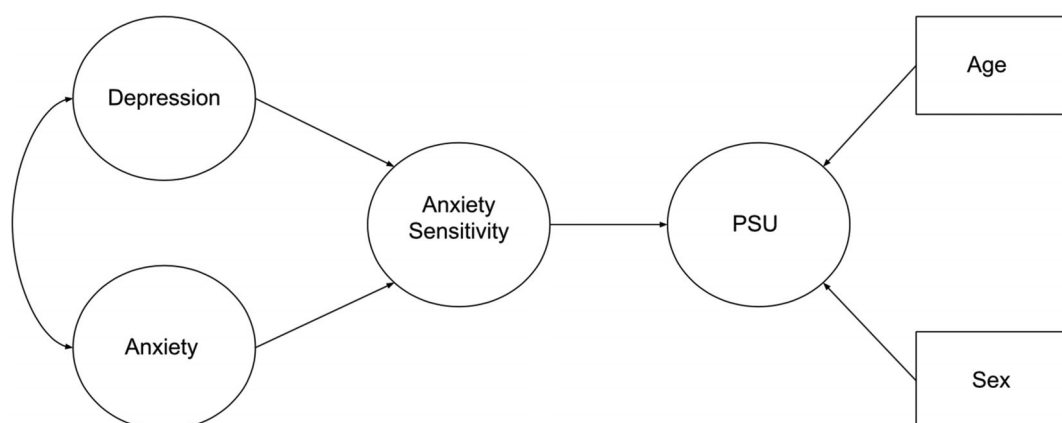 Depression
Age
Anxiety
Sensitivity
PSU
Anxiety
Sex